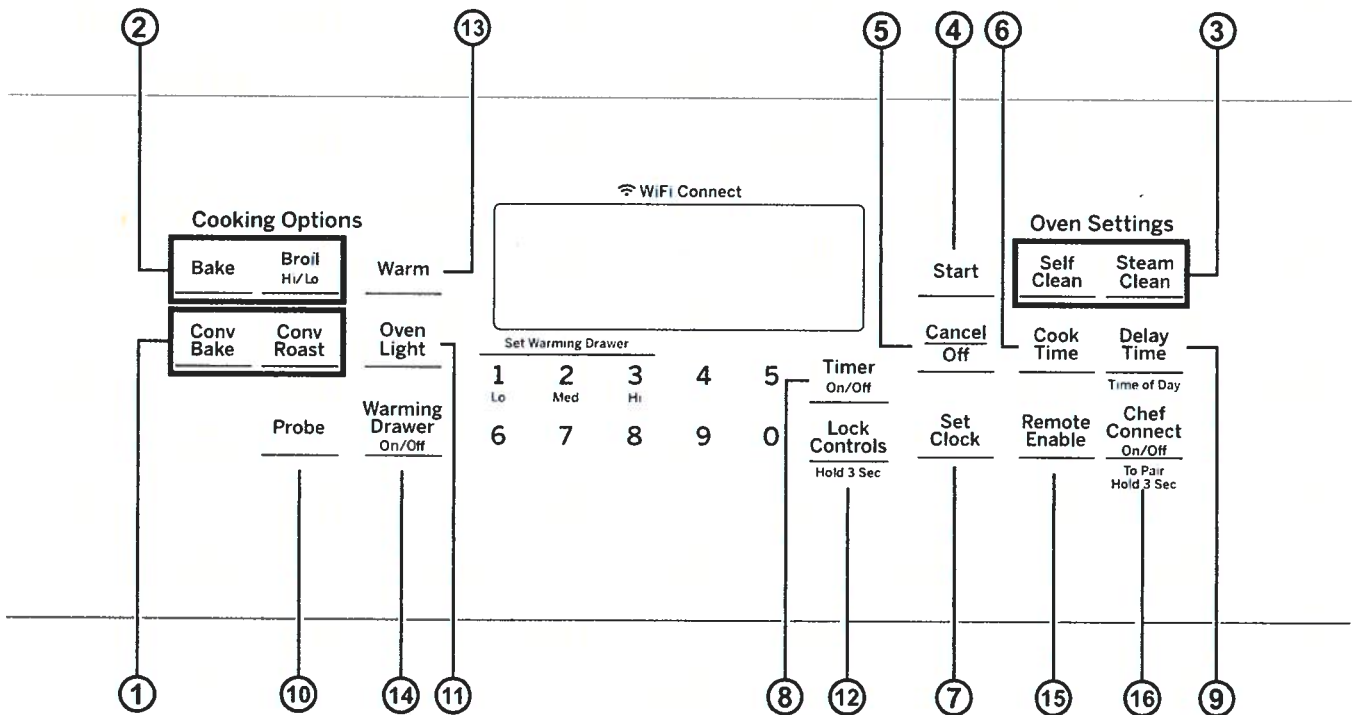 2
13
5
4
6
3
WiFi Connect
Cooking Options
Oven Settings
Bake
Broil
Hi/Lo
Warm
Start
Self
Clean
Steam
Clean
Conv
Bake
Conv
Roast
Oven
Light
Set Warming Drawer
1 2 3 4 5
Lo Med Hi
6 7 8 9 0
Timer
On/Off
Cancel
Off
Cook
Time
Delay
Time
Time of Day
Probe
Warming
Drawer
On/Off
Lock
Controls
Hold 3 Sec
Set
Clock
Remote
Enable
Chef
Connect
On/Off
To Pair
Hold 3 Sec
1
10
14
11
8
12
7
15
16
9